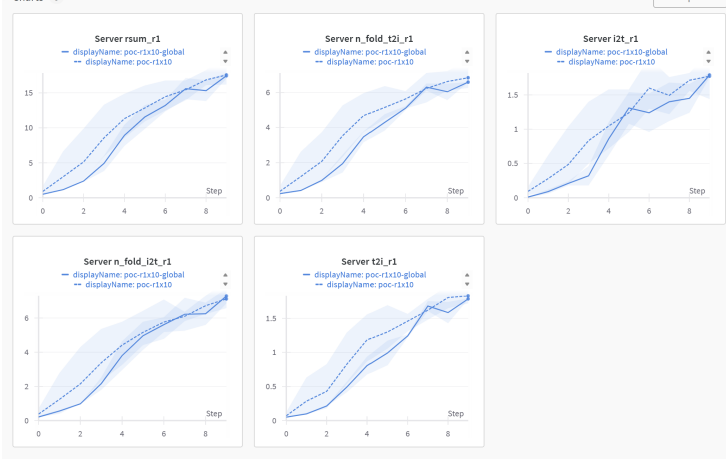 Server rsum_r1
displayName: poc-r1x10-global
displayName: poc-r1x10
15
10
5
0
Step
0 2 4 6 8
Server n_fold_t2i_r1
displayName: poc-r1x10-global
displayName: poc-r1x10
6
4
2
0
Step
0 2 4 6 8
Server i2t_r1
displayName: poc-r1x10-global
displayName: poc-r1x10
1.5
1
0.5
0
Step
0 2 4 6 8
Server n_fold_i2t_r1
displayName: poc-r1x10-global
displayName: poc-r1x10
6
4
2
0
Step
0 2 4 6 8
Server t2i_r1
displayName: poc-r1x10-global
displayName: poc-r1x10
1.5
1
0.5
0
Step
0 2 4 6 8